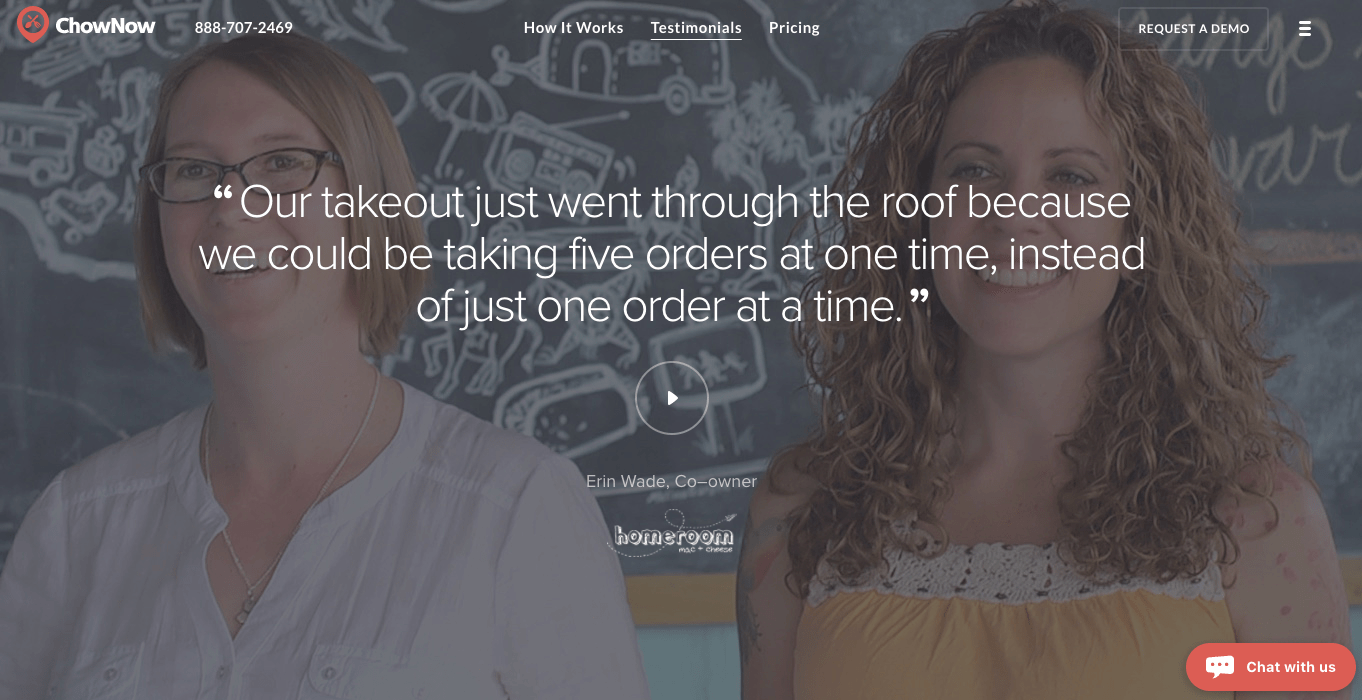 ChowNow
888-707-2469
How It Works
Testimonials
Pricing
REQUEST A DEMO
“Our takeout just went through the roof because
we could be taking five orders at one time, instead
of just one order at a time.”
Erin Wade, Co–owner
homeroom
mac + cheese
Chat with us